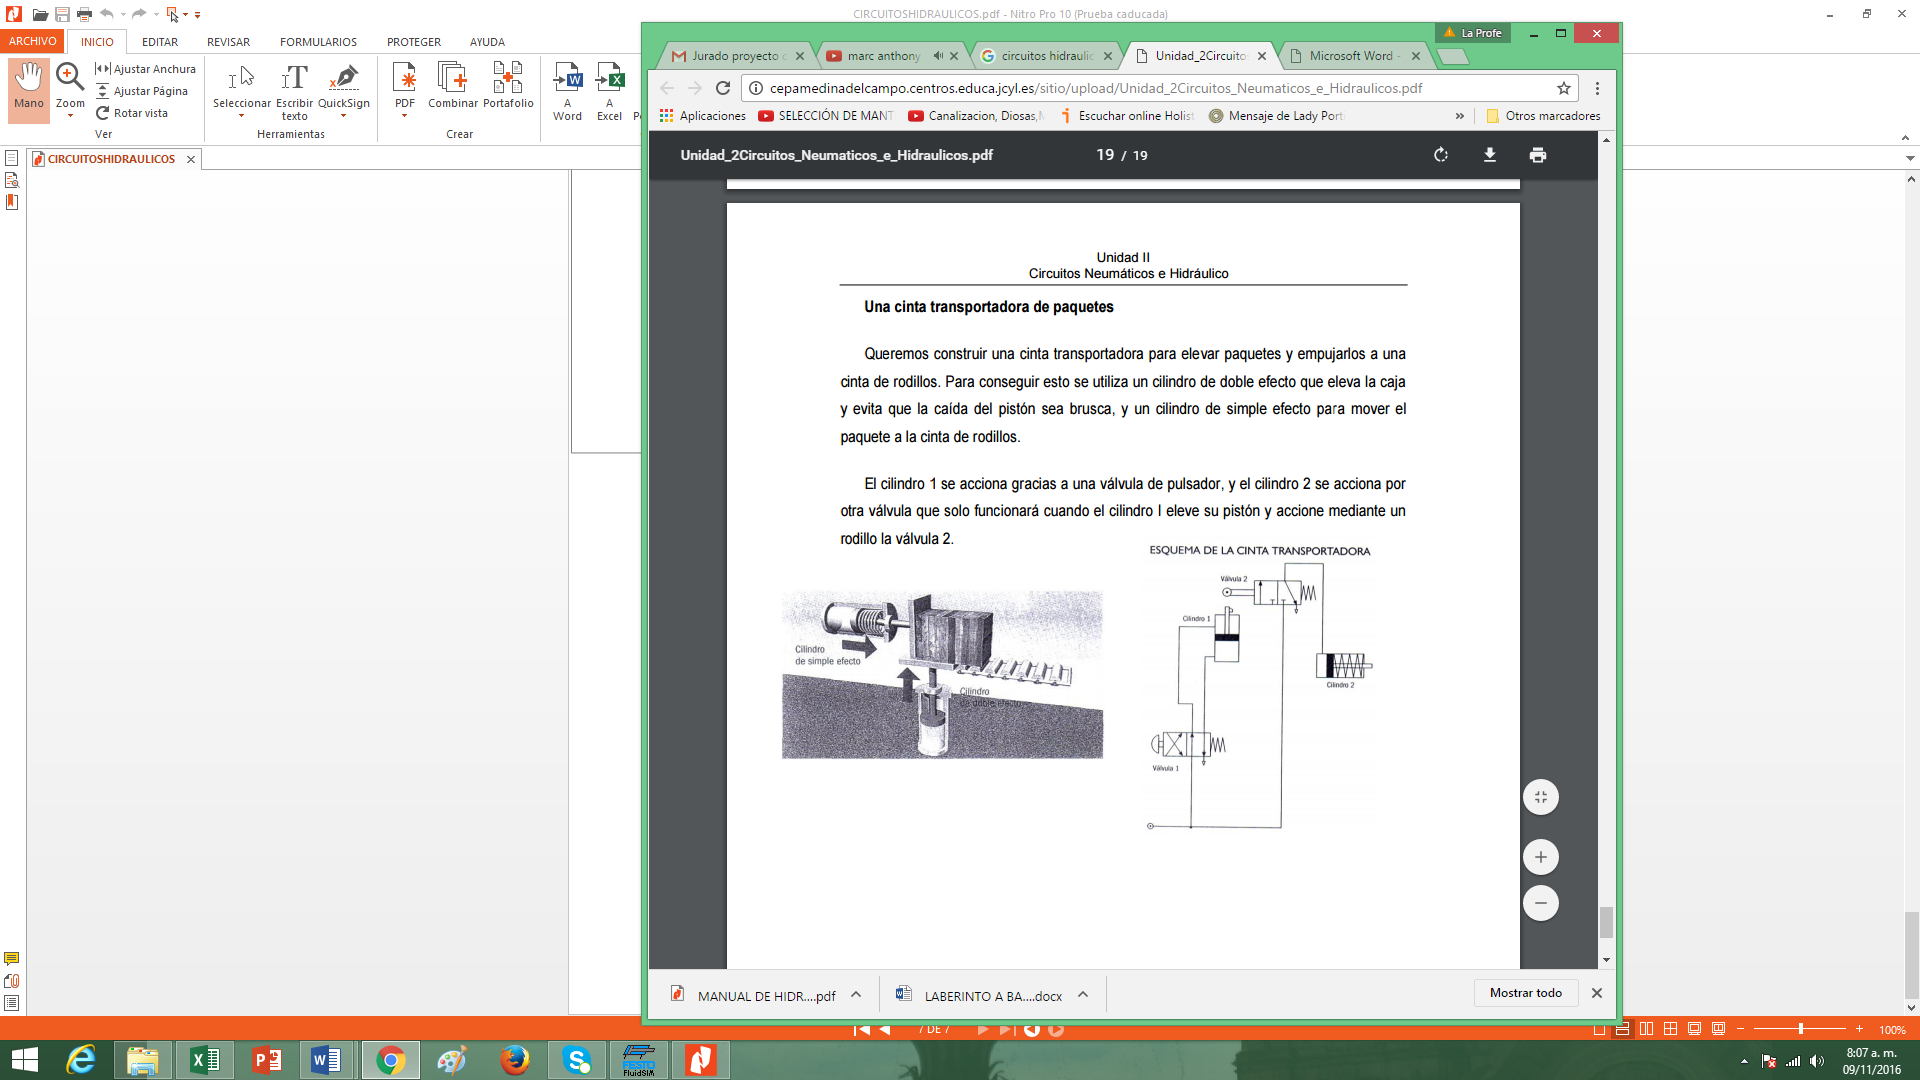 CIRCUITOSHIDRAULICOS.pdf - Nitro Pro 10 (Prueba caducada)
ARCHIVO INICIO EDITAR REVISAR FORMULARIOS PROTEGER AYUDA
Mano
Zoom
Ajustar Anchura
Ajustar Página
Rotar vista
Ver
Seleccionar
Escribir texto
QuickSign
Herramientas
PDF
Combinar
Portafolio
Crear
A Word
A Excel
CIRCUITOSHIDRAULICOS
La Profe
Jurado proyecto
marc anthony
circuitos hidraulic
Unidad_2Circuito
Microsoft Word -
cepamedinadelcampo.centros.educa.jcyl.es/sitio/upload/Unidad_2Circuitos_Neumaticos_e_Hidraulicos.pdf
Aplicaciones
SELECCIÓN DE MANT
Canalizacion, Diosas,
Escuchar online Holist
Mensaje de Lady Port
»
Otros marcadores
Unidad_2Circuitos_Neumaticos_e_Hidraulicos.pdf
19 / 19
Unidad II
Circuitos Neumáticos e Hidráulico
Una cinta transportadora de paquetes
Queremos construir una cinta transportadora para elevar paquetes y empujarlos a una
cinta de rodillos. Para conseguir esto se utiliza un cilindro de doble efecto que eleva la caja
y evita que la caída del pistón sea brusca, y un cilindro de simple efecto para mover el
paquete a la cinta de rodillos.
El cilindro 1 se acciona gracias a una válvula de pulsador, y el cilindro 2 se acciona por
otra válvula que solo funcionará cuando el cilindro I eleve su pistón y accione mediante un
rodillo la válvula 2.
Cilindro
de simple efecto
Cilindro
de doble efecto
ESQUEMA DE LA CINTA TRANSPORTADORA
Válvula 2
Cilindro 1
Cilindro 2
Válvula 1
MANUAL DE HIDR....pdf
LABERINTO A BA....docx
Mostrar todo
7 DE 7
100%
FESTO
FluidSIM
8:07 a. m.
09/11/2016